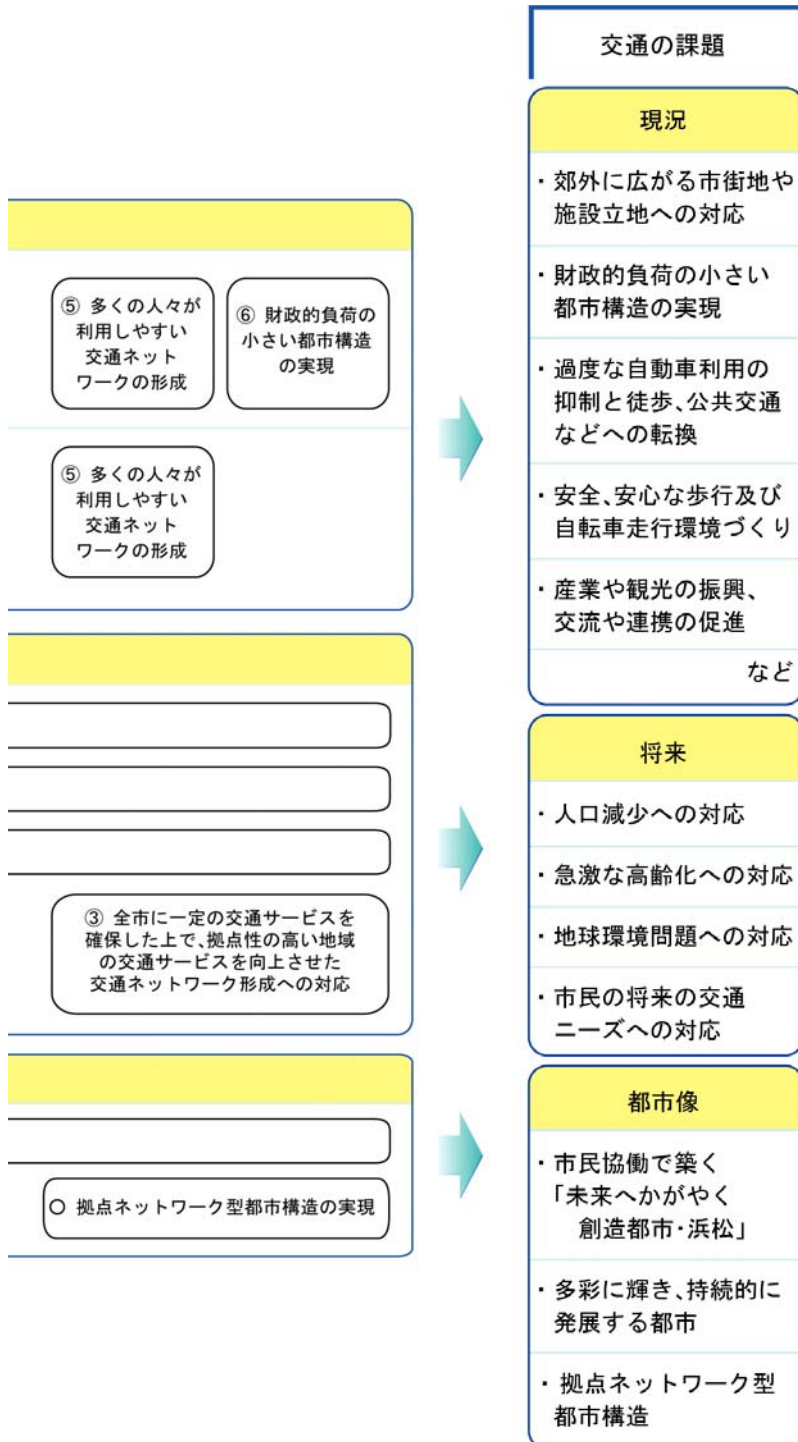 ⑤ 多くの人々が
利用しやすい
交通ネット
ワークの形成
⑥ 財政的負荷の
小さい都市構造
の実現
⑤ 多くの人々が
利用しやすい
交通ネット
ワークの形成
③ 全市に一定の交通サービスを
確保した上で、拠点性の高い地域
の交通サービスを向上させた
交通ネットワーク形成への対応
○ 拠点ネットワーク型都市構造の実現
交通の課題
現況
・郊外に広がる市街地や
施設立地への対応
・財政的負荷の小さい
都市構造の実現
・過度な自動車利用の
抑制と徒歩、公共交通
などへの転換
・安全、安心な歩行及び
自転車走行環境づくり
・産業や観光の振興、
交流や連携の促進
など
将来
・人口減少への対応
・急激な高齢化への対応
・地球環境問題への対応
・市民の将来の交通
ニーズへの対応
都市像
・市民協働で築く
「未来へかがやく
創造都市・浜松」
・多彩に輝き、持続的に
発展する都市
・拠点ネットワーク型
都市構造